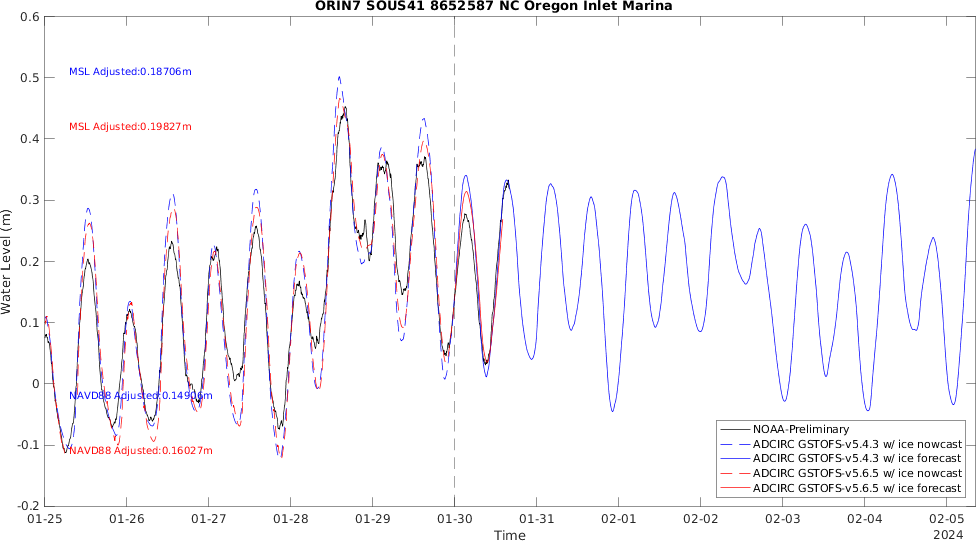 ORIN7 SOUS41 8652587 NC Oregon Inlet Marina
0.6
0.5
0.4
0.3
0.2
0.1
0
-0.1
-0.2
Water Level (m)
MSL Adjusted:0.18706m
MSL Adjusted:0.19827m
NAVD88 Adjusted:0.14906m
NAVD88 Adjusted:0.16027m
NOAA-Preliminary
ADCIRC GSTOFS-v5.4.3 w/ ice nowcast
ADCIRC GSTOFS-v5.4.3 w/ ice forecast
ADCIRC GSTOFS-v5.6.5 w/ ice nowcast
ADCIRC GSTOFS-v5.6.5 w/ ice forecast
01-25 01-26 01-27 01-28 01-29 01-30 01-31 02-01 02-02 02-03 02-04 02-05
2024
Time